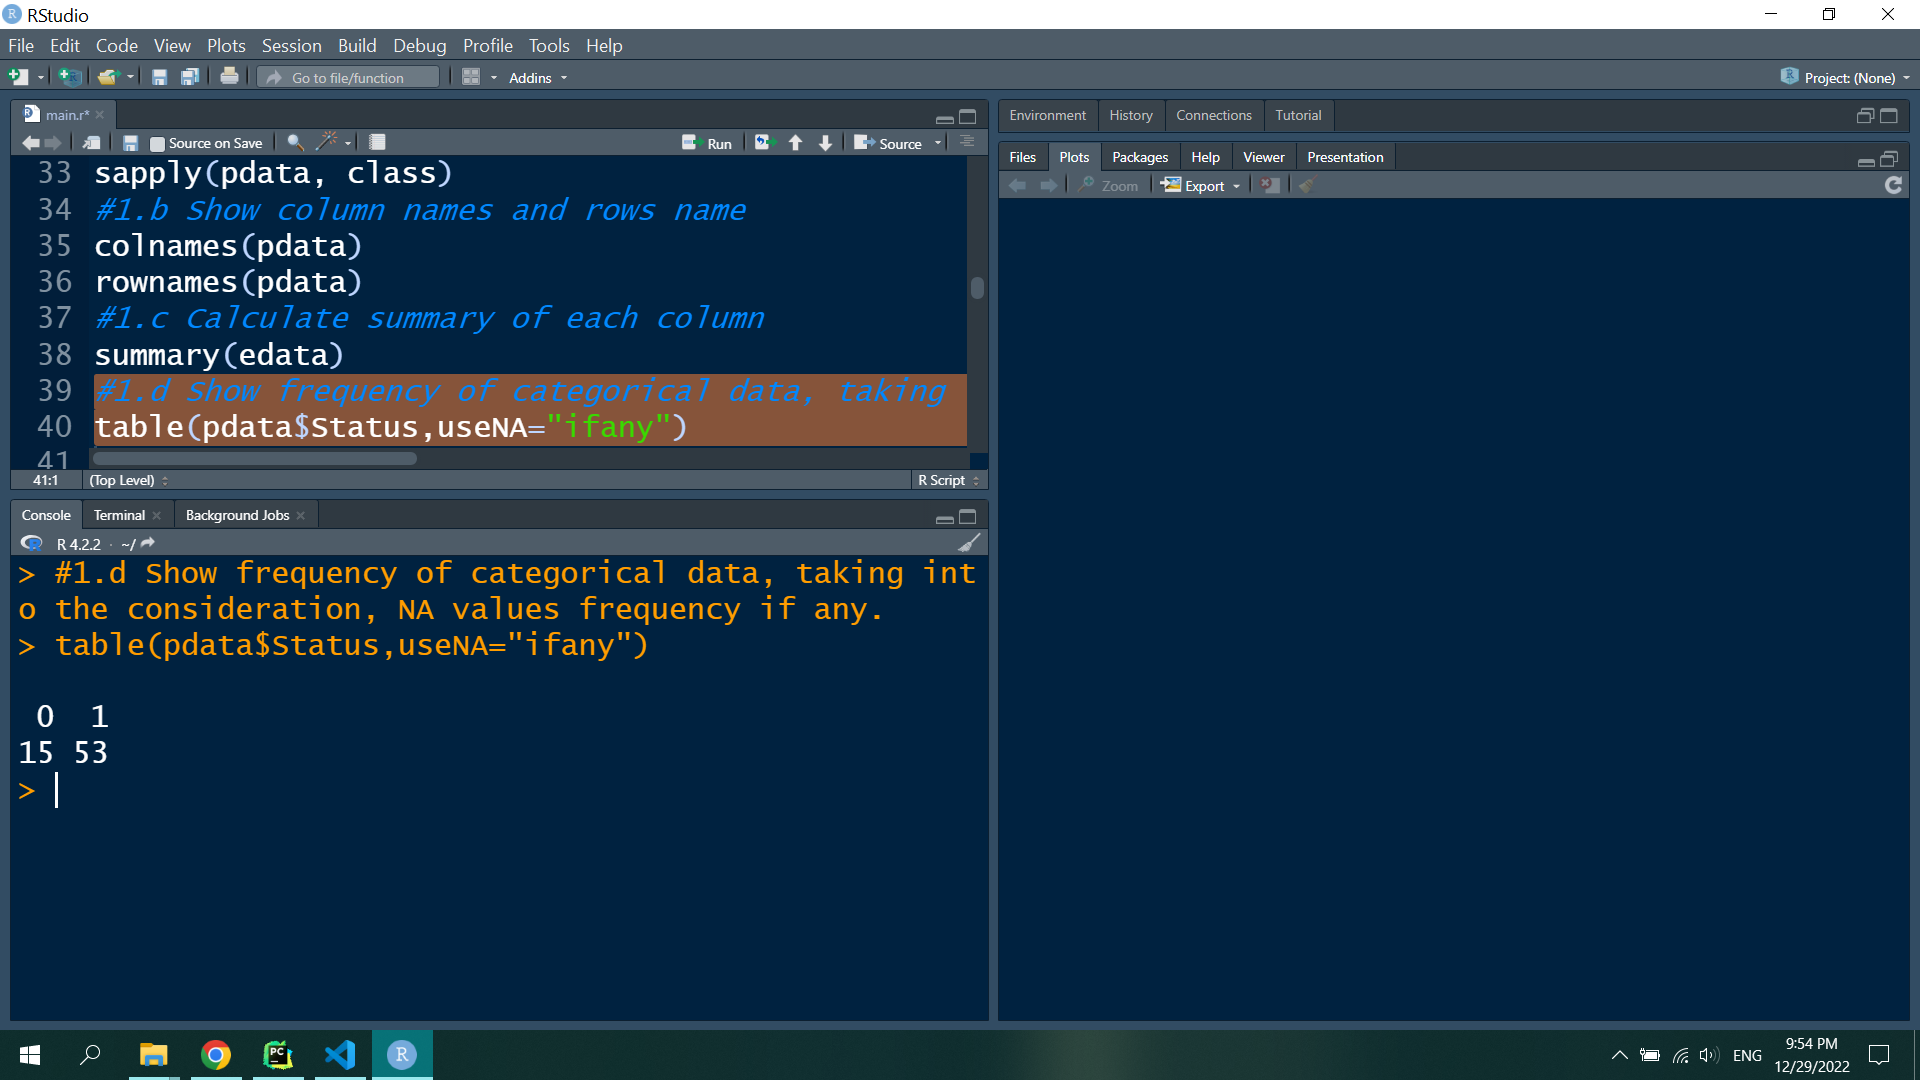 RStudio
File Edit Code View Plots Session Build Debug Profile Tools Help
Go to file/function Addins Project: (None)
main.r*
Source on Save Run Source
33 sapply(pdata, class)
34 #1.b Show column names and rows name
35 colnames(pdata)
36 rownames(pdata)
37 #1.c Calculate summary of each column
38 summary(edata)
39 #1.d Show frequency of categorical data, taking
40 table(pdata$Status,useNA="ifany")
41
41:1 (Top Level) R Script
Console Terminal Background Jobs
R 4.2.2 · ~/
> #1.d Show frequency of categorical data, taking int
o the consideration, NA values frequency if any.
> table(pdata$Status,useNA="ifany")
0 1
15 53
>
Environment History Connections Tutorial
Files Plots Packages Help Viewer Presentation
Zoom Export
PC
R
ENG
9:54 PM
12/29/2022